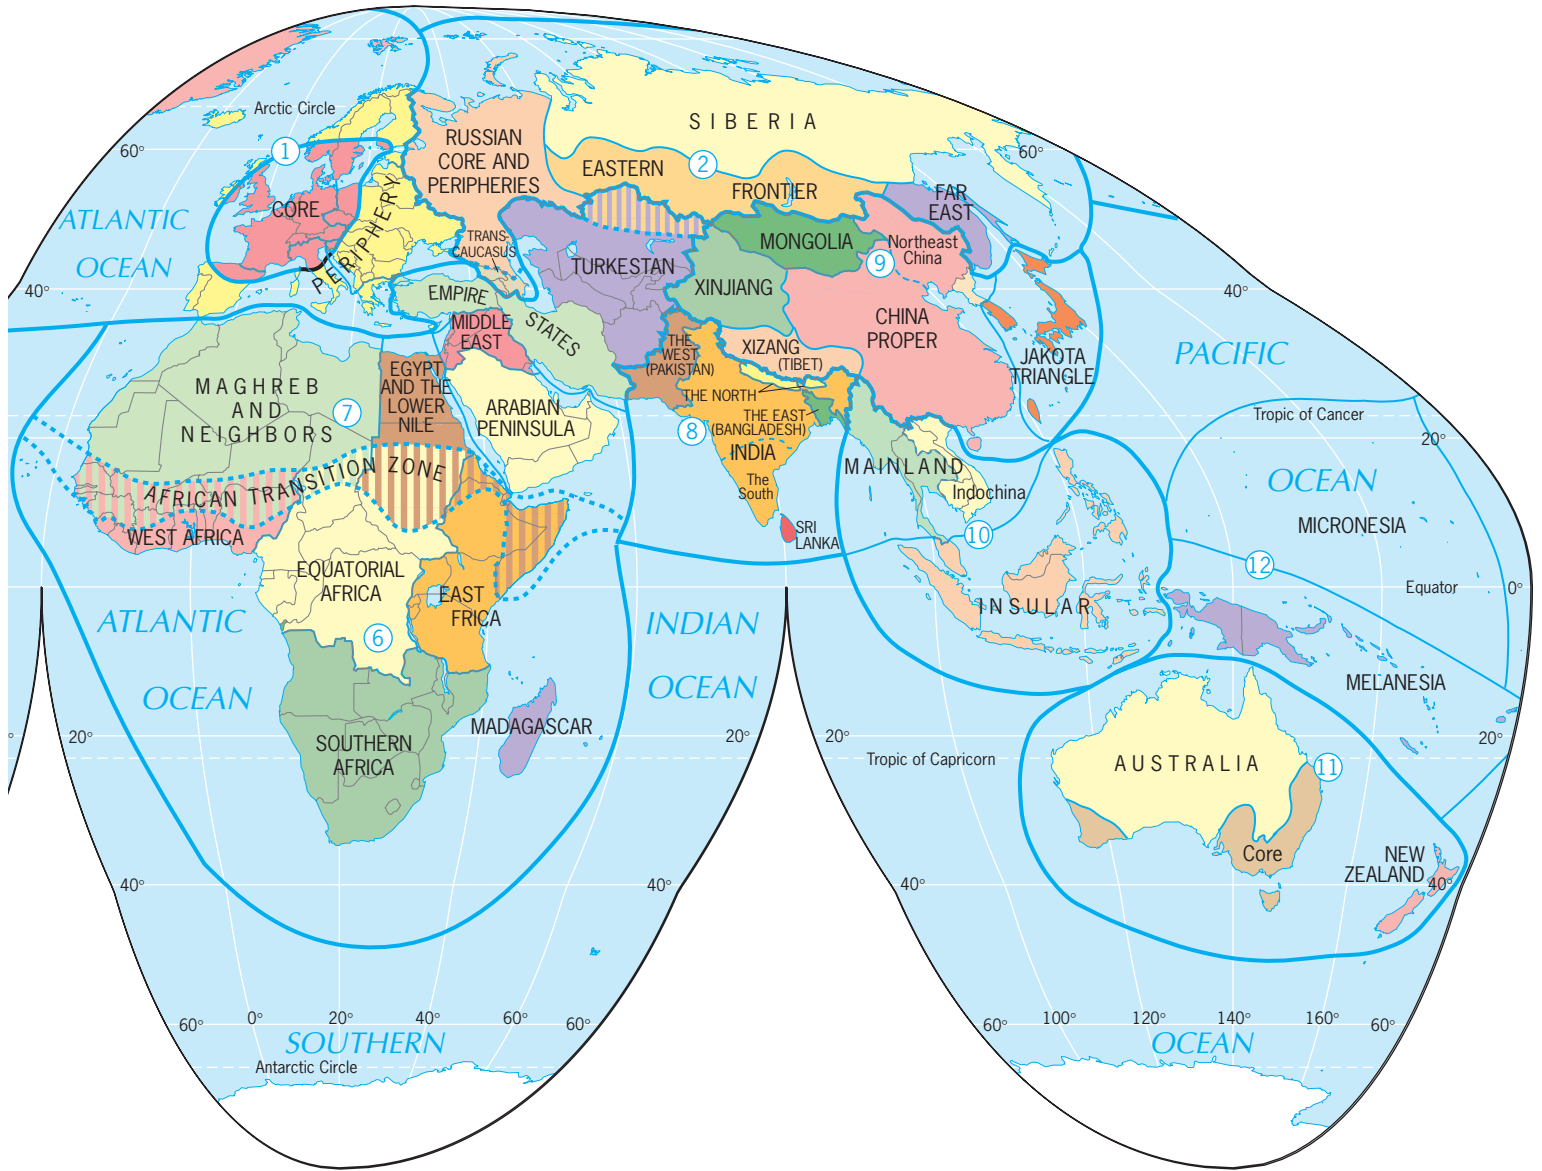 Arctic Circle
60°
1
ATLANTIC
OCEAN
40°
CORE
PERIPHERY
RUSSIAN
CORE AND
PERIPHERIES
TRANS-
CAUCASUS
SIBERIA
EASTERN
2
FRONTIER
FAR
EAST
60°
TURKESTAN
MONGOLIA
Northeast
China
9
XINJIANG
CHINA
PROPER
XIZANG
(TIBET)
JAKOTA
TRIANGLE
40°
PACIFIC
OCEAN
EMPIRE
STATES
MIDDLE
EAST
MAGHREB
AND
NEIGHBORS
7
EGYPT
AND THE
LOWER
NILE
ARABIAN
PENINSULA
THE
WEST
(PAKISTAN)
THE NORTH
THE EAST
(BANGLADESH)
8
INDIA
The
South
SRI
LANKA
MAINLAND
Indochina
10
Tropic of Cancer
20°
MICRONESIA
12
Equator
0°
AFRICAN TRANSITION ZONE
WEST AFRICA
EQUATORIAL
AFRICA
EAST
FRICA
6
ATLANTIC
OCEAN
INDIAN
OCEAN
INSULAR
MELANESIA
SOUTHERN
AFRICA
MADAGASCAR
°
20°
20°
20°
20°
Tropic of Capricorn
AUSTRALIA
11
Core
NEW
ZEALAND
40°
40°
40°
40°
60°
0°
20°
40°
60°
60°
60°
100°
120°
140°
160°
60°
SOUTHERN
OCEAN
Antarctic Circle